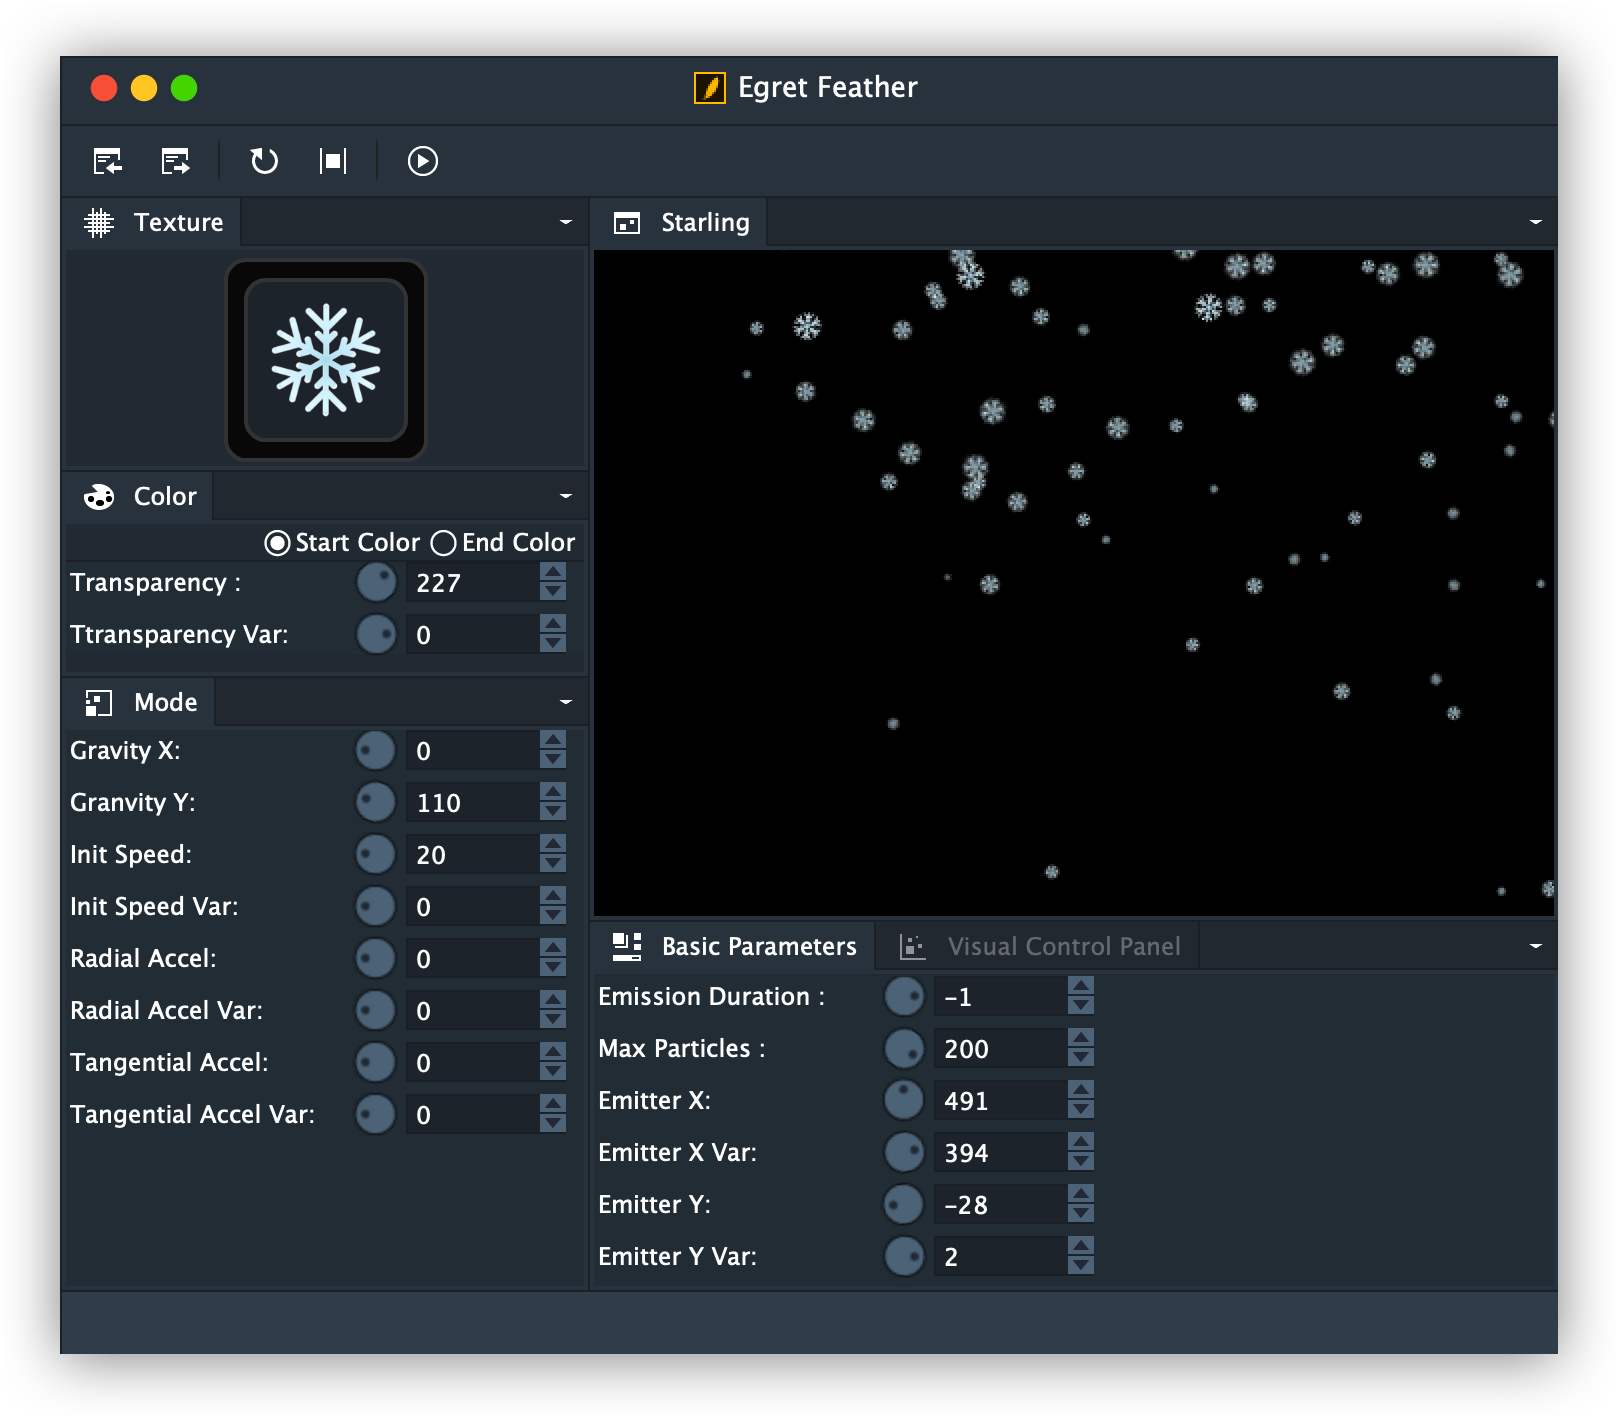 Egret Feather
Texture
Color
Start Color End Color
Transparency : 227
Ttransparency Var: 0
Mode
Gravity X: 0
Granvity Y: 110
Init Speed: 20
Init Speed Var: 0
Radial Accel: 0
Radial Accel Var: 0
Tangential Accel: 0
Tangential Accel Var: 0
Starling
Basic Parameters Visual Control Panel
Emission Duration : -1
Max Particles : 200
Emitter X: 491
Emitter X Var: 394
Emitter Y: -28
Emitter Y Var: 2